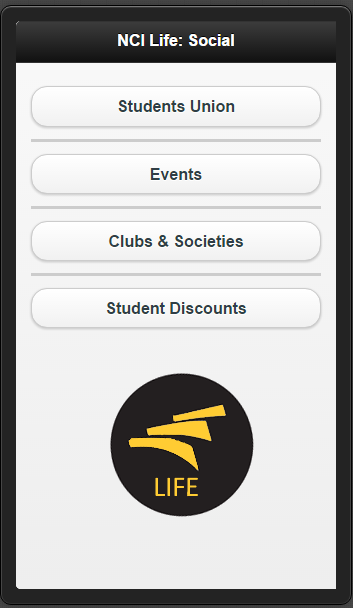 NCI Life: Social
Students Union
Events
Clubs & Societies
Student Discounts
LIFE